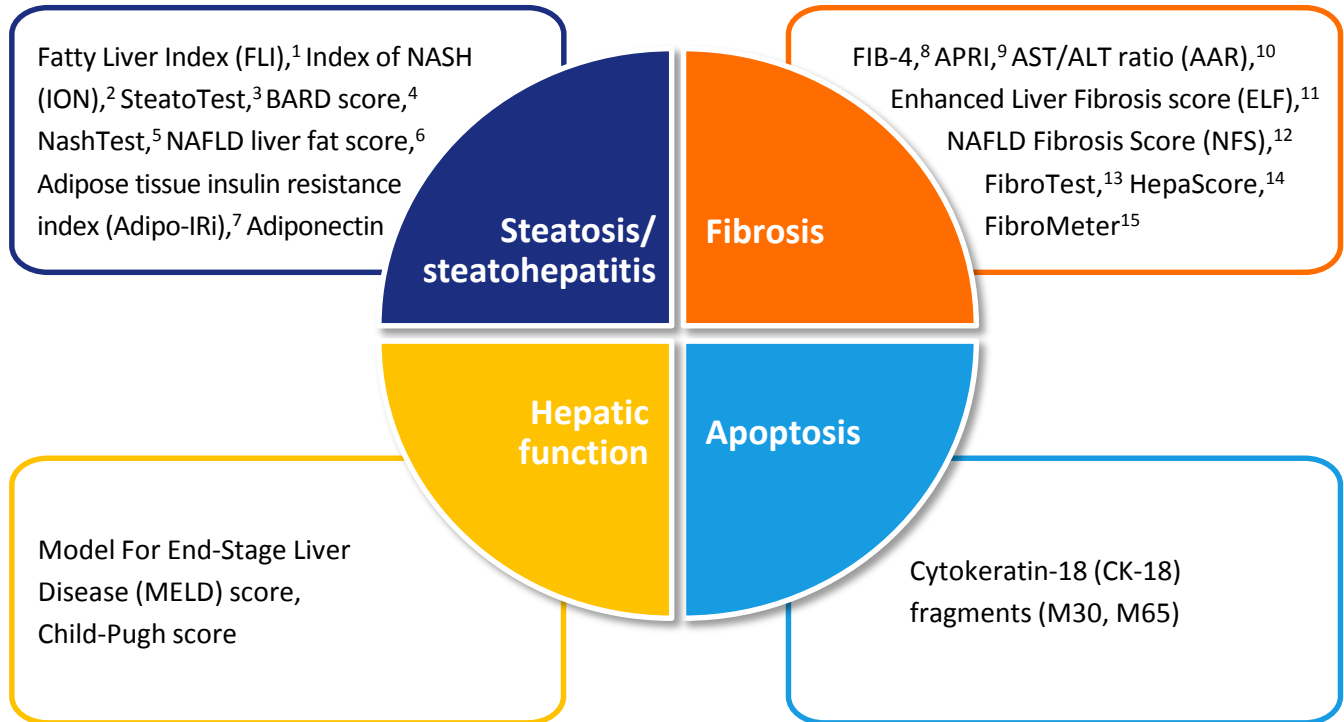 Fatty Liver Index (FLI),¹ Index of NASH
(ION),² SteatoTest,³ BARD score,⁴
NashTest,⁵ NAFLD liver fat score,⁶
Adipose tissue insulin resistance
index (Adipo-IRi),⁷ Adiponectin
FIB-4,⁸ APRI,⁹ AST/ALT ratio (AAR),¹⁰
Enhanced Liver Fibrosis score (ELF),¹¹
NAFLD Fibrosis Score (NFS),¹²
FibroTest,¹³ HepaScore,¹⁴
FibroMeter¹⁵
Steatosis/
steatohepatitis
Fibrosis
Hepatic
function
Apoptosis
Model For End-Stage Liver
Disease (MELD) score,
Child-Pugh score
Cytokeratin-18 (CK-18)
fragments (M30, M65)